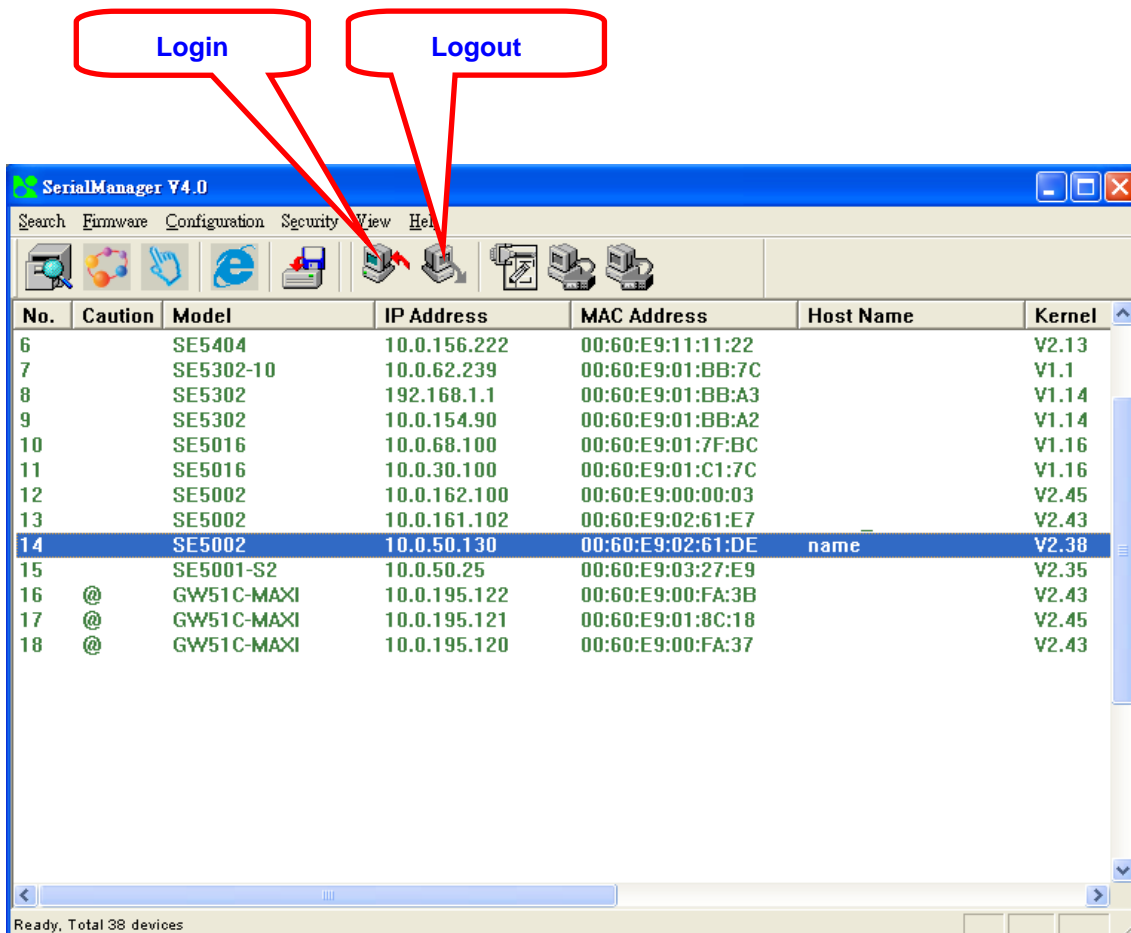 Login Logout
SerialManager V4.0
Search Firmware Configuration Security View Help
No. Caution Model IP Address MAC Address Host Name Kernel
6 SE5404 10.0.156.222 00:60:E9:11:11:22 V2.13
7 SE5302-10 10.0.62.239 00:60:E9:01:BB:7C V1.1
8 SE5302 192.168.1.1 00:60:E9:01:BB:A3 V1.14
9 SE5302 10.0.154.90 00:60:E9:01:BB:A2 V1.14
10 SE5016 10.0.68.100 00:60:E9:01:7F:BC V1.16
11 SE5016 10.0.30.100 00:60:E9:01:C1:7C V1.16
12 SE5002 10.0.162.100 00:60:E9:00:00:03 V2.45
13 SE5002 10.0.161.102 00:60:E9:02:61:E7 _ V2.43
14 SE5002 10.0.50.130 00:60:E9:02:61:DE name V2.38
15 SE5001-S2 10.0.50.25 00:60:E9:03:27:E9 V2.35
16 @ GW51C-MAXI 10.0.195.122 00:60:E9:00:FA:3B V2.43
17 @ GW51C-MAXI 10.0.195.121 00:60:E9:01:8C:18 V2.45
18 @ GW51C-MAXI 10.0.195.120 00:60:E9:00:FA:37 V2.43
Ready, Total 38 devices